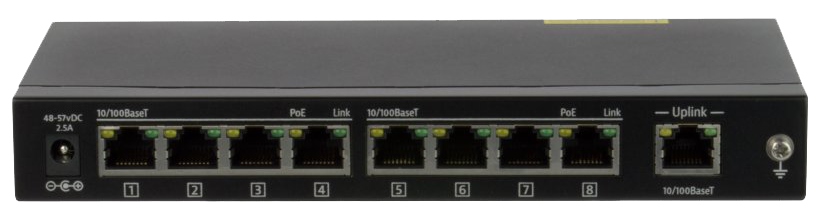 48-57vDC
2.5A
10/100BaseT PoE Link
10/100BaseT PoE Link
Uplink
1 2 3 4
5 6 7 8
10/100BaseT